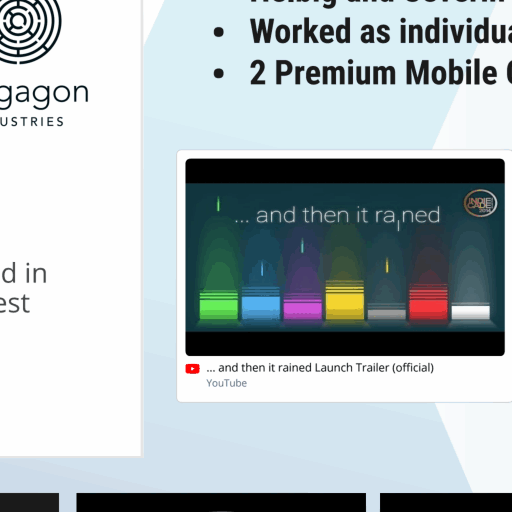 Worked as individua
2 Premium Mobile
gagon
USTRIES
d in
est
... and then it rained
INDIE
CADE
2014
... and then it rained Launch Trailer (official)
YouTube